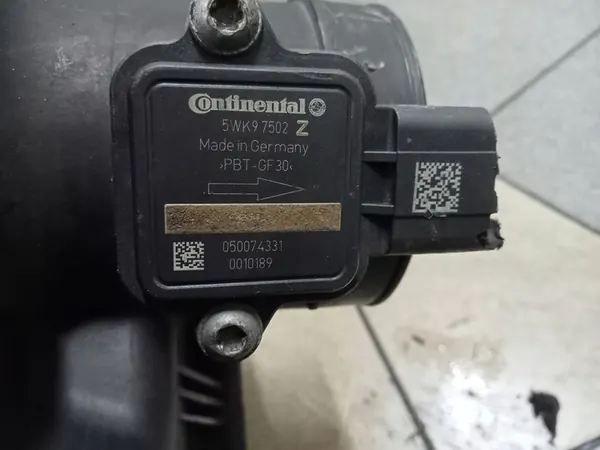 Continental
5WK9 7502 Z
Made in Germany
>PBT-GF30<
050074331
0010189